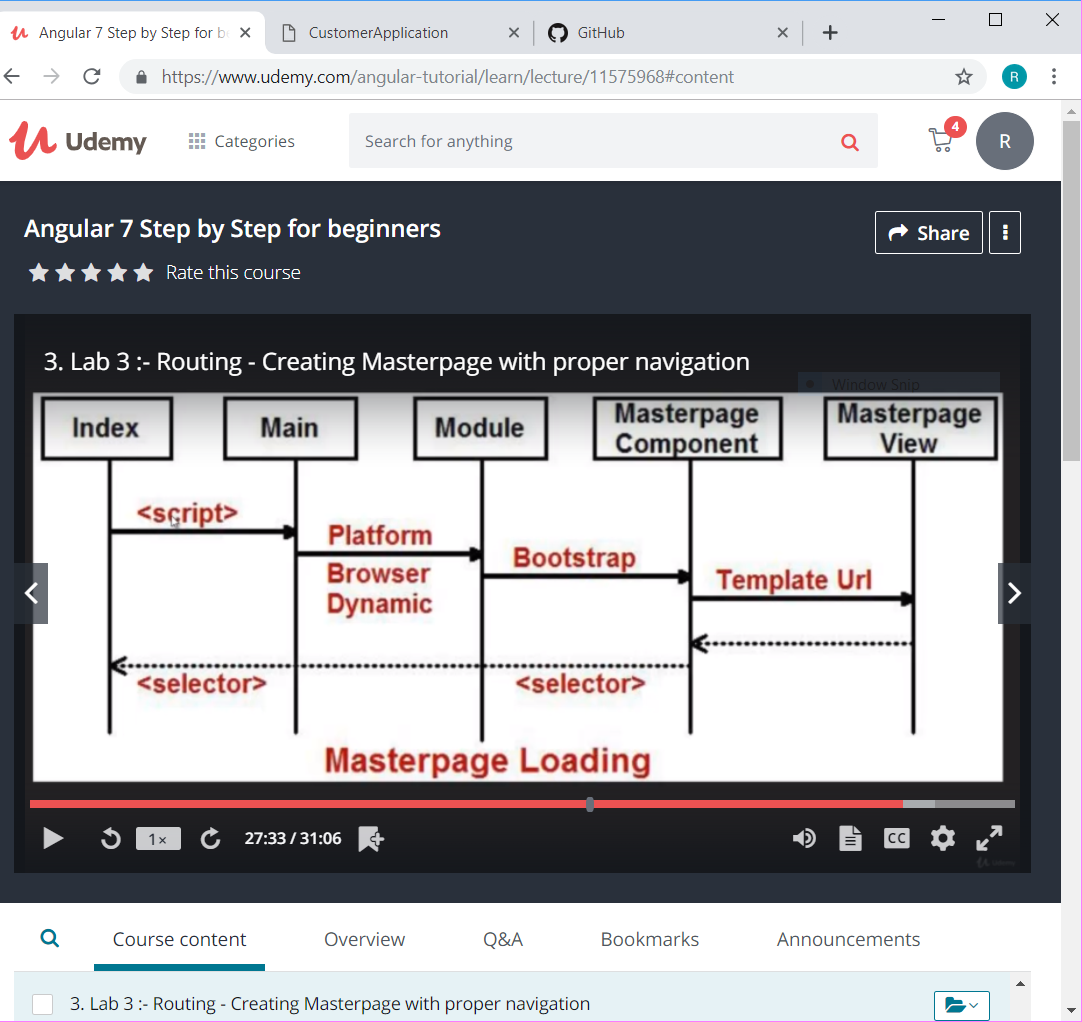 Angular 7 Step by Step for b
CustomerApplication
GitHub
https://www.udemy.com/angular-tutorial/learn/lecture/11575968#content
R
Udemy
Categories
Search for anything
4
R
Angular 7 Step by Step for beginners
Share
Rate this course
3. Lab 3 :- Routing - Creating Masterpage with proper navigation
Window Snip
Index
Main
Module
Masterpage
Component
Masterpage
View
<script>
Platform
Browser
Dynamic
Bootstrap
Template Url
<selector>
<selector>
Masterpage Loading
1×
27:33 / 31:06
CC
Udemy
Course content
Overview
Q&A
Bookmarks
Announcements
3. Lab 3 :- Routing - Creating Masterpage with proper navigation